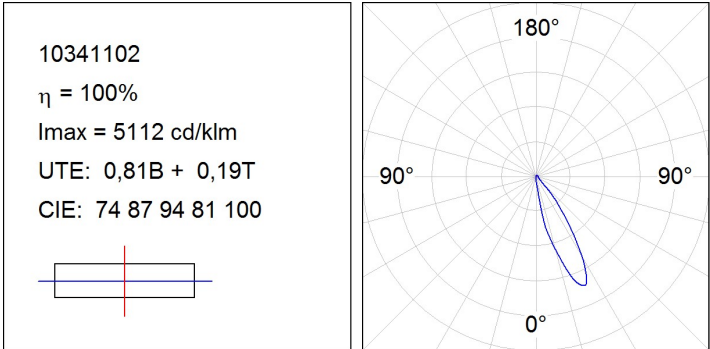 10341102
η = 100%
Imax = 5112 cd/klm
UTE: 0,81B + 0,19T
CIE: 74 87 94 81 100
180°
90° 90°
0°